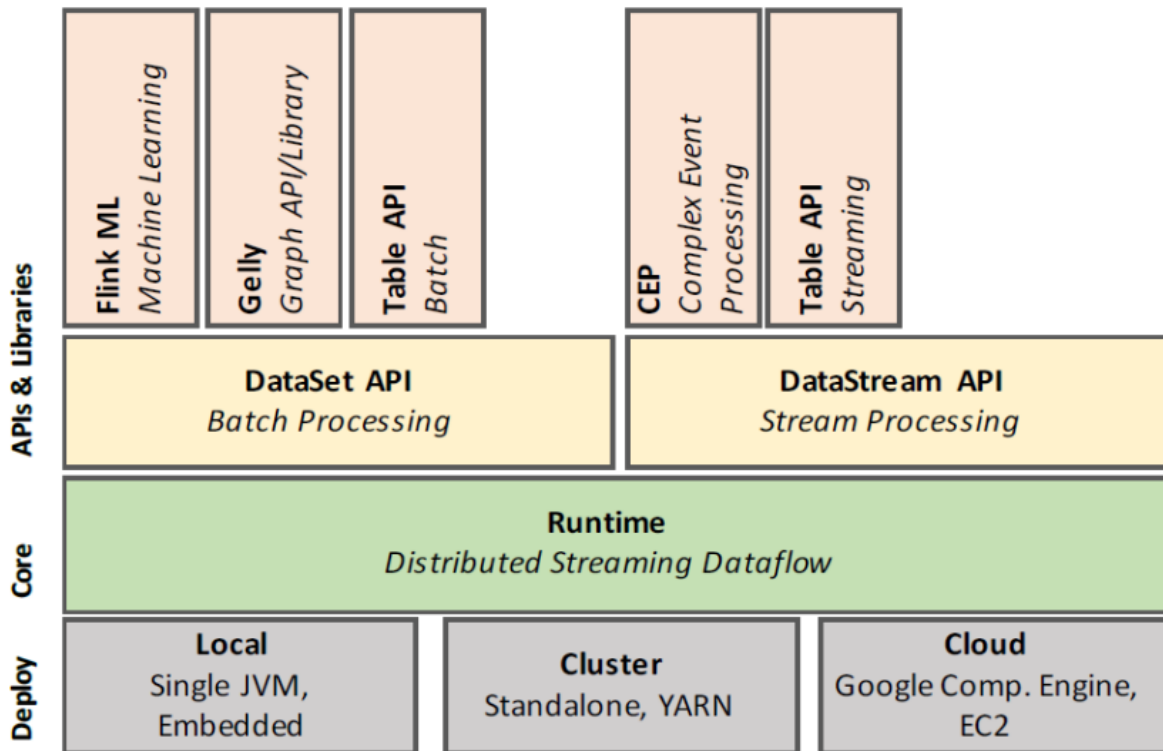 Flink ML
Machine Learning
Gelly
Graph API/Library
Table API
Batch
CEP
Complex Event
Processing
Table API
Streaming
APIs & Libraries
DataSet API
Batch Processing
DataStream API
Stream Processing
Core
Runtime
Distributed Streaming Dataflow
Deploy
Local
Single JVM,
Embedded
Cluster
Standalone, YARN
Cloud
Google Comp. Engine,
EC2